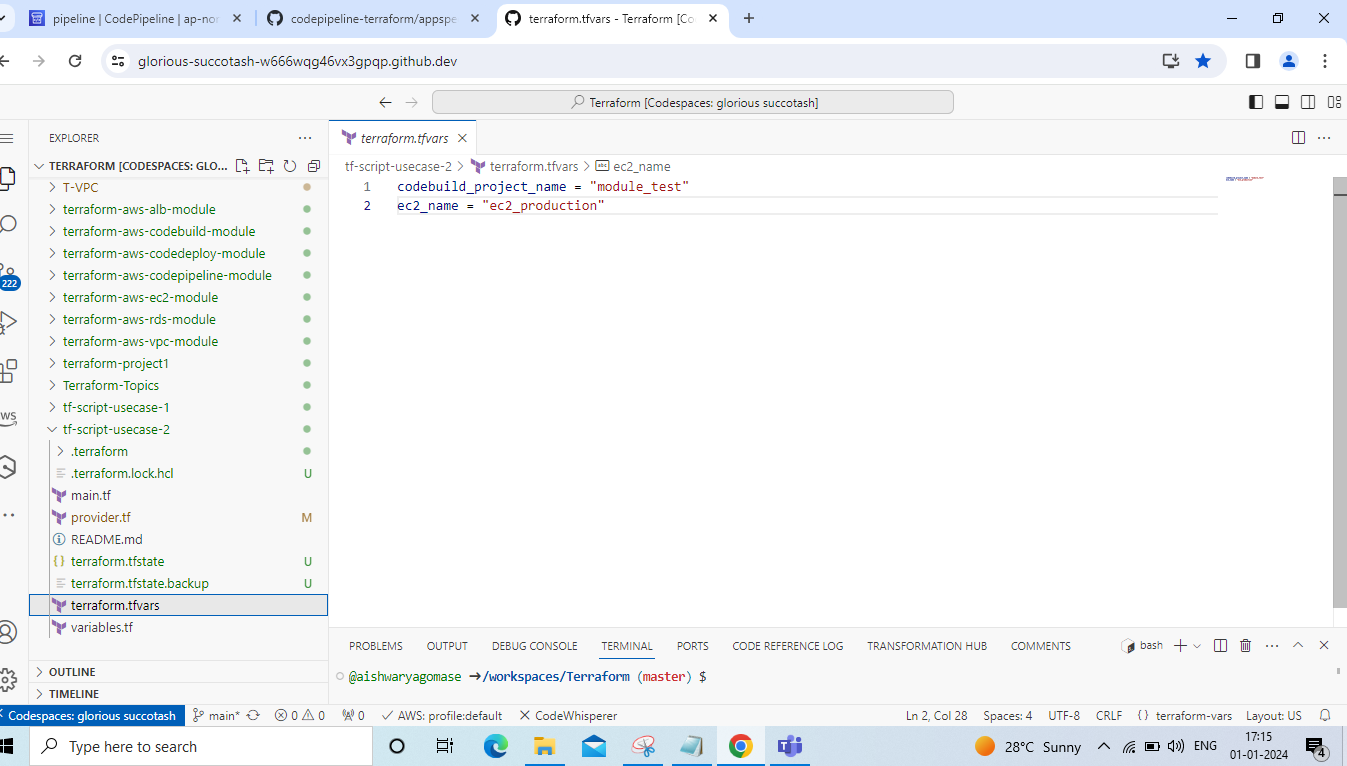 pipeline | CodePipeline | ap-nor
codepipeline-terraform/appspe
terraform.tfvars - Terraform [Co
glorious-succotash-w666wqg46vx3gpqp.github.dev
Terraform [Codespaces: glorious succotash]
EXPLORER
TERRAFORM [CODESPACES: GLO...
T-VPC
terraform-aws-alb-module
terraform-aws-codebuild-module
terraform-aws-codedeploy-module
terraform-aws-codepipeline-module
terraform-aws-ec2-module
terraform-aws-rds-module
terraform-aws-vpc-module
terraform-project1
Terraform-Topics
tf-script-usecase-1
tf-script-usecase-2
.terraform
.terraform.lock.hcl U
main.tf
provider.tf M
README.md
terraform.tfstate U
terraform.tfstate.backup U
terraform.tfvars
variables.tf
OUTLINE
TIMELINE
222
ws
terraform.tfvars
tf-script-usecase-2 > terraform.tfvars > abc ec2_name
1 codebuild_project_name = "module_test"
2 ec2_name = "ec2_production"
PROBLEMS OUTPUT DEBUG CONSOLE TERMINAL PORTS CODE REFERENCE LOG TRANSFORMATION HUB COMMENTS
bash
@aishwaryagomase →/workspaces/Terraform (master) $
Codespaces: glorious succotash main* 0 0 0 AWS: profile:default CodeWhisperer
Ln 2, Col 28 Spaces: 4 UTF-8 CRLF {} terraform-vars Layout: US
Type here to search
28°C Sunny
ENG
17:15
01-01-2024
4